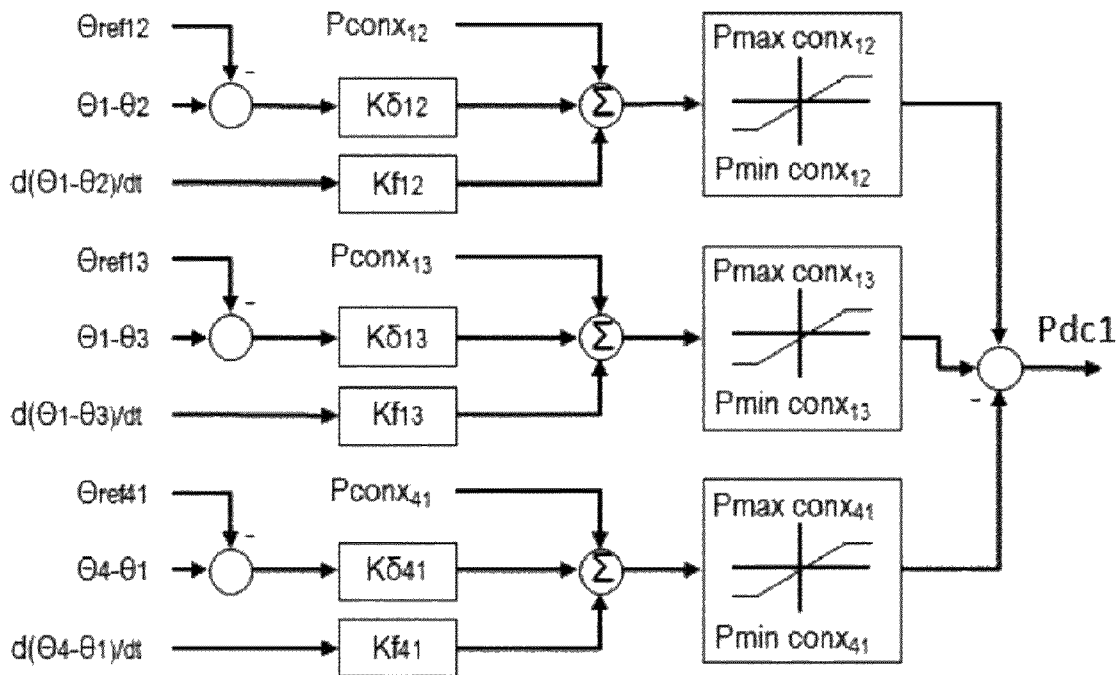 Θref12
Pconx12
Pmax conx12
-
Θ1-θ2
Kδ12
Σ
d(Θ1-θ2)/dt
Kf12
Pmin conx12
Θref13
Pconx13
Pmax conx13
-
Θ1-θ3
Kδ13
Σ
Pdc1
d(Θ1-θ3)/dt
Kf13
Pmin conx13
-
Θref41
Pconx41
Pmax conx41
-
Θ4-θ1
Kδ41
Σ
d(Θ4-θ1)/dt
Kf41
Pmin conx41